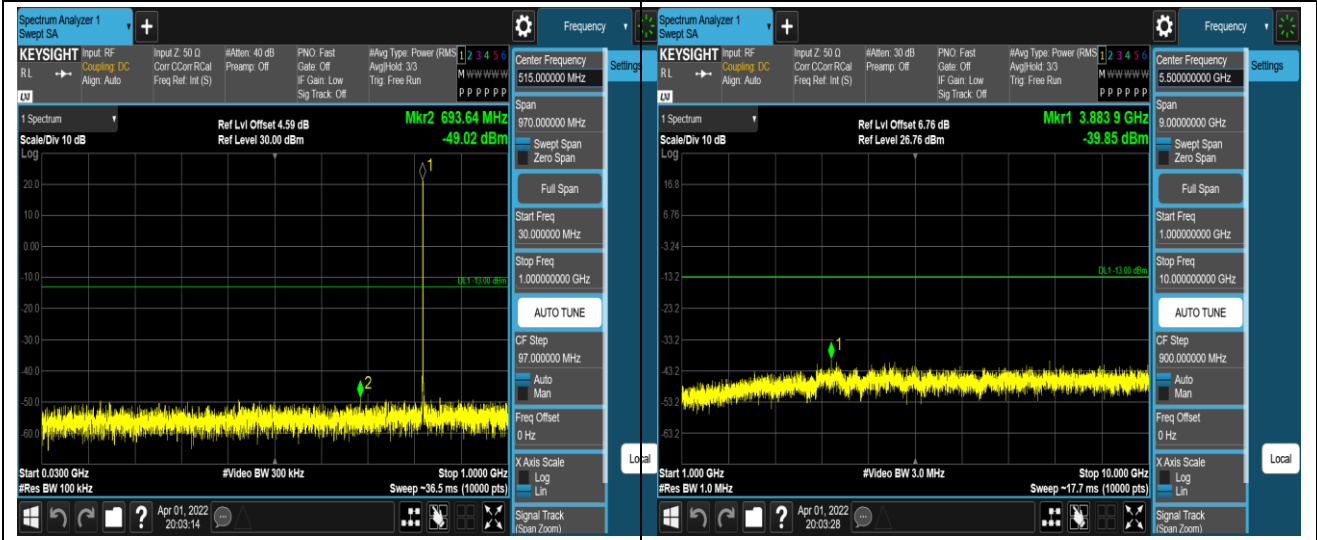 Spectrum Analyzer 1
Swept SA
+
Frequency
KEYSIGHT
RL
LXI
Input: RF
Coupling: DC
Align: Auto
Input Z: 50 Ω
Corr CCorr RCal
Freq Ref: Int (S)
#Atten: 40 dB
Preamp: Off
PNO: Fast
Gate: Off
IF Gain: Low
Sig Track: Off
#Avg Type: Power (RMS
Avg|Hold: 3/3
Trig: Free Run
1 2 3 4 5 6
M W W W W W
P P P P P P
1 Spectrum
Scale/Div 10 dB
Log
Ref Lvl Offset 4.59 dB
Ref Level 30.00 dBm
Mkr2 693.64 MHz
-49.02 dBm
20.0
10.0
0.00
-10.0
-20.0
-30.0
-40.0
-50.0
-60.0
1
2
DL1 -13.00 dBm
Start 0.0300 GHz
#Res BW 100 kHz
#Video BW 300 kHz
Stop 1.0000 GHz
Sweep ~36.5 ms (10000 pts)
Center Frequency
515.000000 MHz
Span
970.000000 MHz
Swept Span
Zero Span
Full Span
Start Freq
30.000000 MHz
Stop Freq
1.000000000 GHz
AUTO TUNE
CF Step
97.000000 MHz
Auto
Man
Freq Offset
0 Hz
X Axis Scale
Log
Lin
Signal Track
(Span Zoom)
Settings
Local
?
Apr 01, 2022
20:03:14
Spectrum Analyzer 1
Swept SA
+
Frequency
KEYSIGHT
RL
LXI
Input: RF
Coupling: DC
Align: Auto
Input Z: 50 Ω
Corr CCorr RCal
Freq Ref: Int (S)
#Atten: 30 dB
Preamp: Off
PNO: Fast
Gate: Off
IF Gain: Low
Sig Track: Off
#Avg Type: Power (RMS
Avg|Hold: 3/3
Trig: Free Run
1 2 3 4 5 6
M W W W W W
P P P P P P
1 Spectrum
Scale/Div 10 dB
Log
Ref Lvl Offset 6.76 dB
Ref Level 26.76 dBm
Mkr1 3.883 9 GHz
-39.85 dBm
16.8
6.76
-3.24
-13.2
-23.2
-33.2
-43.2
-53.2
-63.2
1
DL1 -13.00 dBm
Start 1.000 GHz
#Res BW 1.0 MHz
#Video BW 3.0 MHz
Stop 10.000 GHz
Sweep ~17.7 ms (10000 pts)
Center Frequency
5.500000000 GHz
Span
9.00000000 GHz
Swept Span
Zero Span
Full Span
Start Freq
1.000000000 GHz
Stop Freq
10.000000000 GHz
AUTO TUNE
CF Step
900.000000 MHz
Auto
Man
Freq Offset
0 Hz
X Axis Scale
Log
Lin
Signal Track
(Span Zoom)
Settings
Local
?
Apr 01, 2022
20:03:28